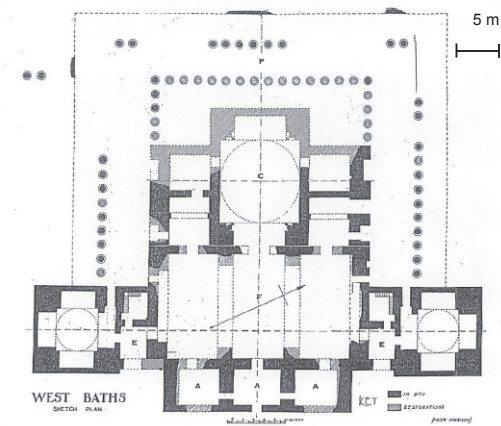 5 m
P
C
F
E
E
A
A
A
WEST BATHS
SKETCH PLAN
KEY
IN SITU
RESTORATIONS